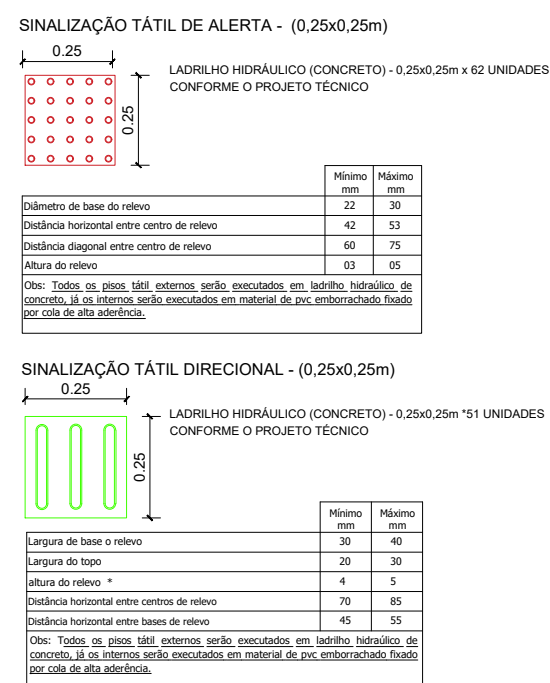 SINALIZAÇÃO TÁTIL DE ALERTA - (0,25x0,25m)
0.25
LADRILHO HIDRÁULICO (CONCRETO) - 0,25x0,25m x 62 UNIDADES
CONFORME O PROJETO TÉCNICO
0.25
Mínimo mm Máximo mm
Diâmetro de base do relevo 22 30
Distância horizontal entre centro de relevo 42 53
Distância diagonal entre centro de relevo 60 75
Altura do relevo 03 05
Obs: Todos os pisos tátil externos serão executados em ladrilho hidraúlico de
concreto, já os internos serão executados em material de pvc emborrachado fixado
por cola de alta aderência.
SINALIZAÇÃO TÁTIL DIRECIONAL - (0,25x0,25m)
0.25
LADRILHO HIDRÁULICO (CONCRETO) - 0,25x0,25m *51 UNIDADES
CONFORME O PROJETO TÉCNICO
0.25
Mínimo mm Máximo mm
Largura de base o relevo 30 40
Largura do topo 20 30
altura do relevo * 4 5
Distância horizontal entre centros de relevo 70 85
Distância horizontal entre bases de relevo 45 55
Obs: Todos os pisos tátil externos serão executados em ladrilho hidraúlico de
concreto, já os internos serão executados em material de pvc emborrachado fixado
por cola de alta aderência.